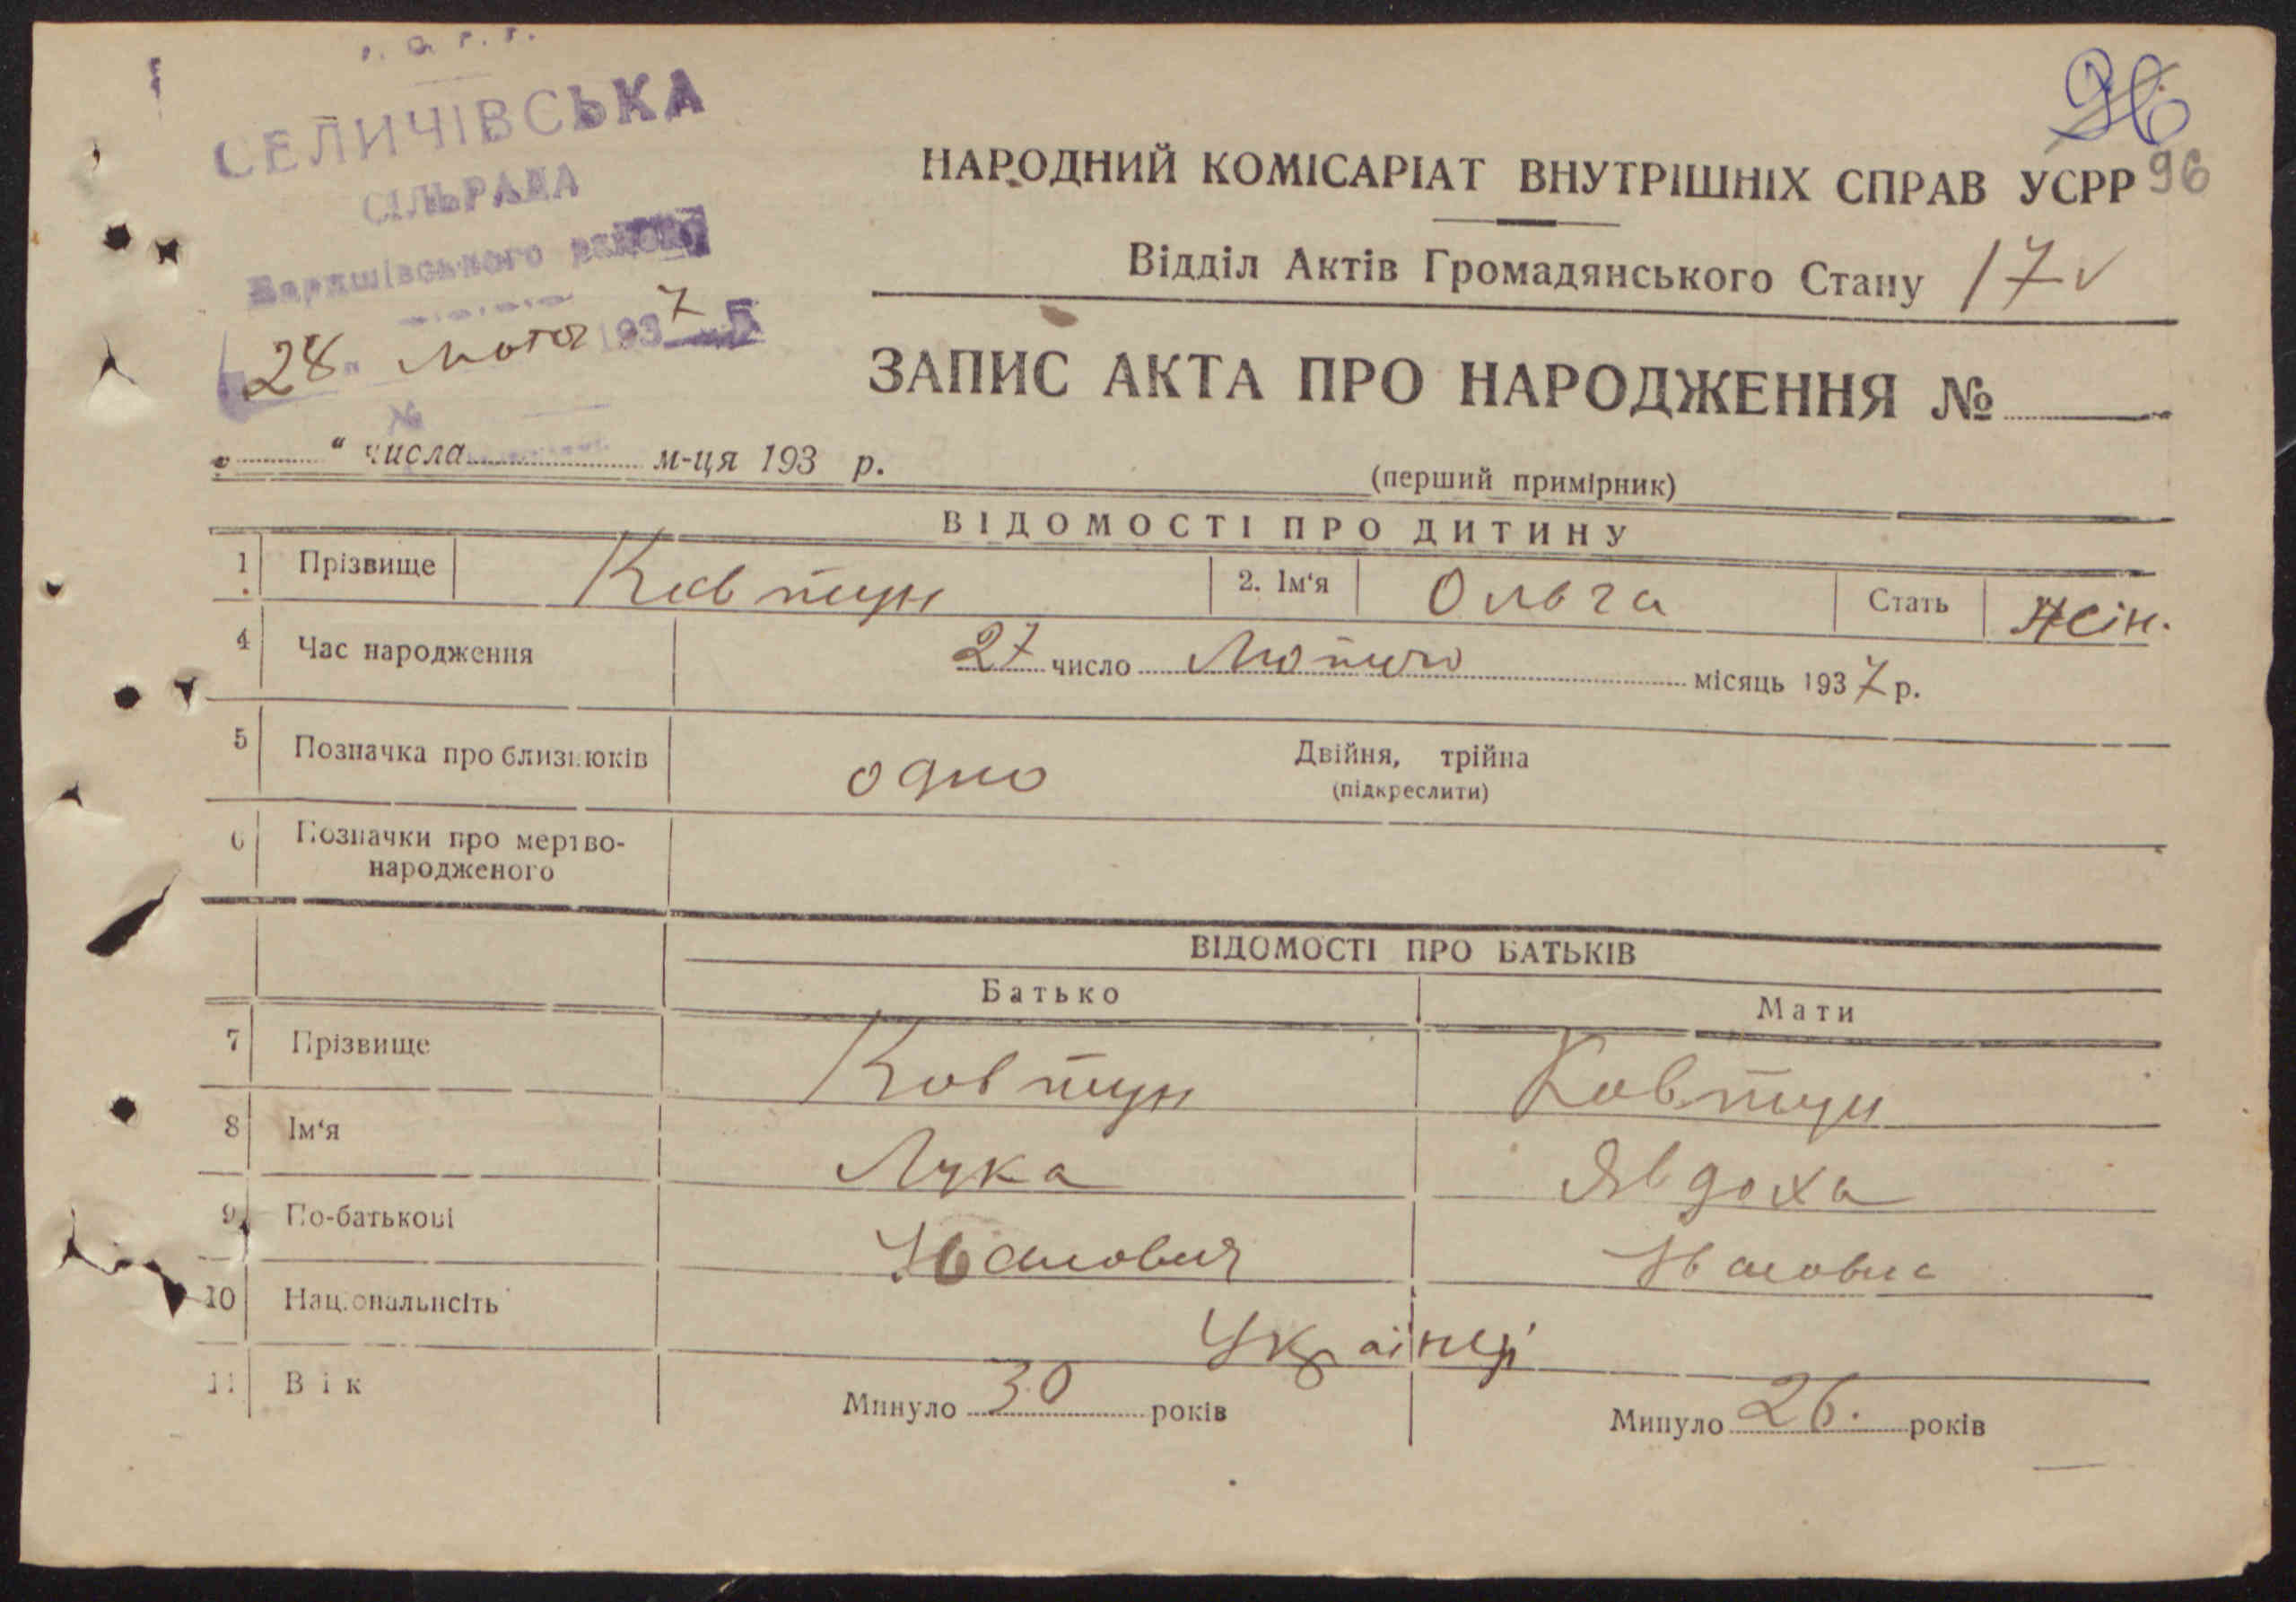 СЕЛИЧІВСЬКА
СІЛЬРАДА
Баришівського району
28 лютого 1937
96
НАРОДНИЙ КОМІСАРІАТ ВНУТРІШНІХ СПРАВ УСРР 96
Відділ Актів Громадянського Стану 17 v
ЗАПИС АКТА ПРО НАРОДЖЕННЯ №
" " числа м-ця 193 р.
(перший примірник)
ВІДОМОСТІ ПРО ДИТИНУ
1 Прізвище Ковтун 2. Ім'я Ольга Стать жін.
4 Час народження 27 число Лютого місяць 1937 р.
5 Позначка про близнюків одно Двійня, трійна
(підкреслити)
6 Позначки про мертво-
народженого
ВІДОМОСТІ ПРО БАТЬКІВ
Батько Мати
7 Прізвище Ковтун Ковтун
8 Ім'я Лука Явдоха
9 По-батькові Іванович Івановна
10 Національність Українці
11 Вік Минуло 30 років Минуло 26. років